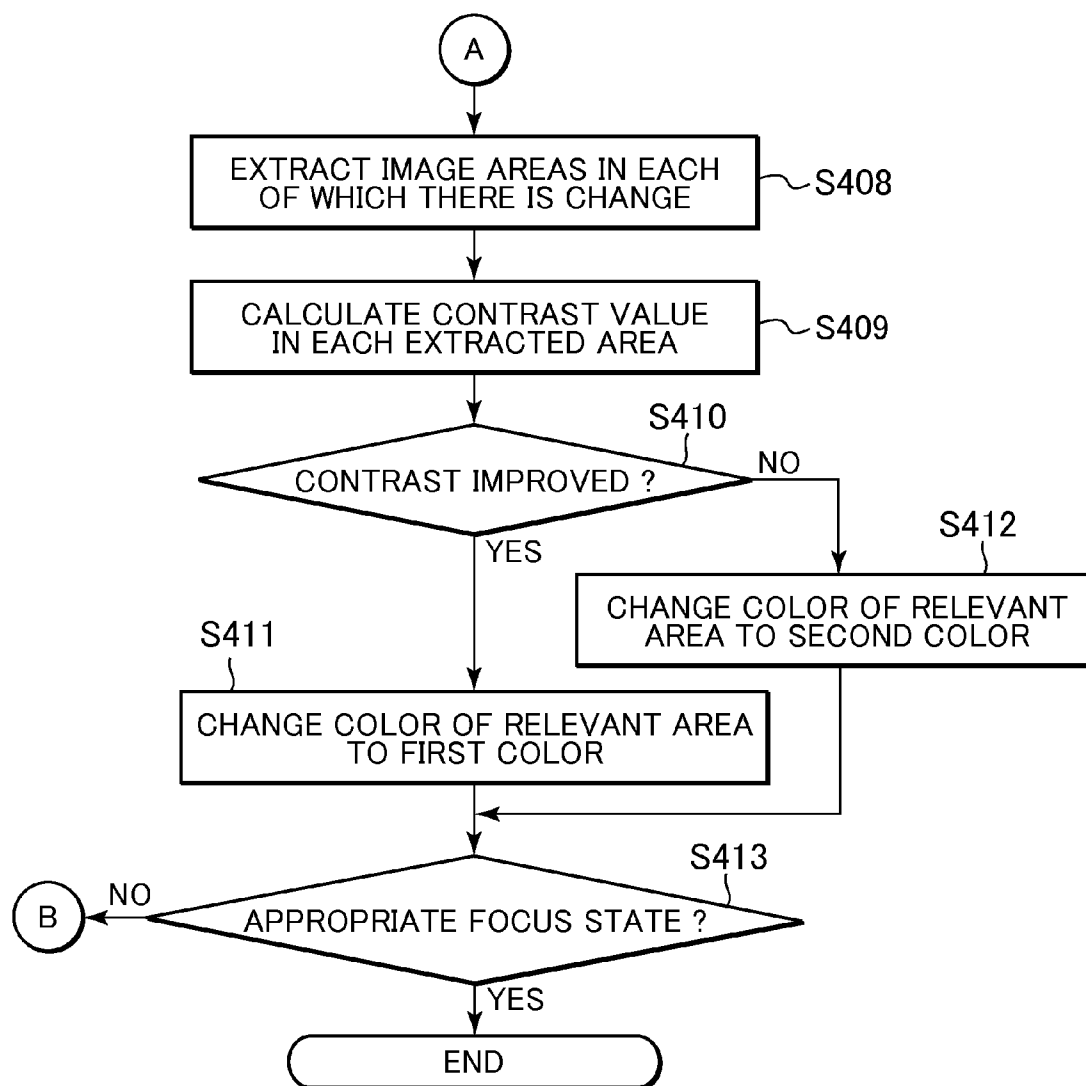 A
EXTRACT IMAGE AREAS IN EACH
OF WHICH THERE IS CHANGE
S408
CALCULATE CONTRAST VALUE
IN EACH EXTRACTED AREA
S409
S410
CONTRAST IMPROVED ?
NO
YES
S412
CHANGE COLOR OF RELEVANT
AREA TO SECOND COLOR
S411
CHANGE COLOR OF RELEVANT AREA
TO FIRST COLOR
S413
B
NO
APPROPRIATE FOCUS STATE ?
YES
END